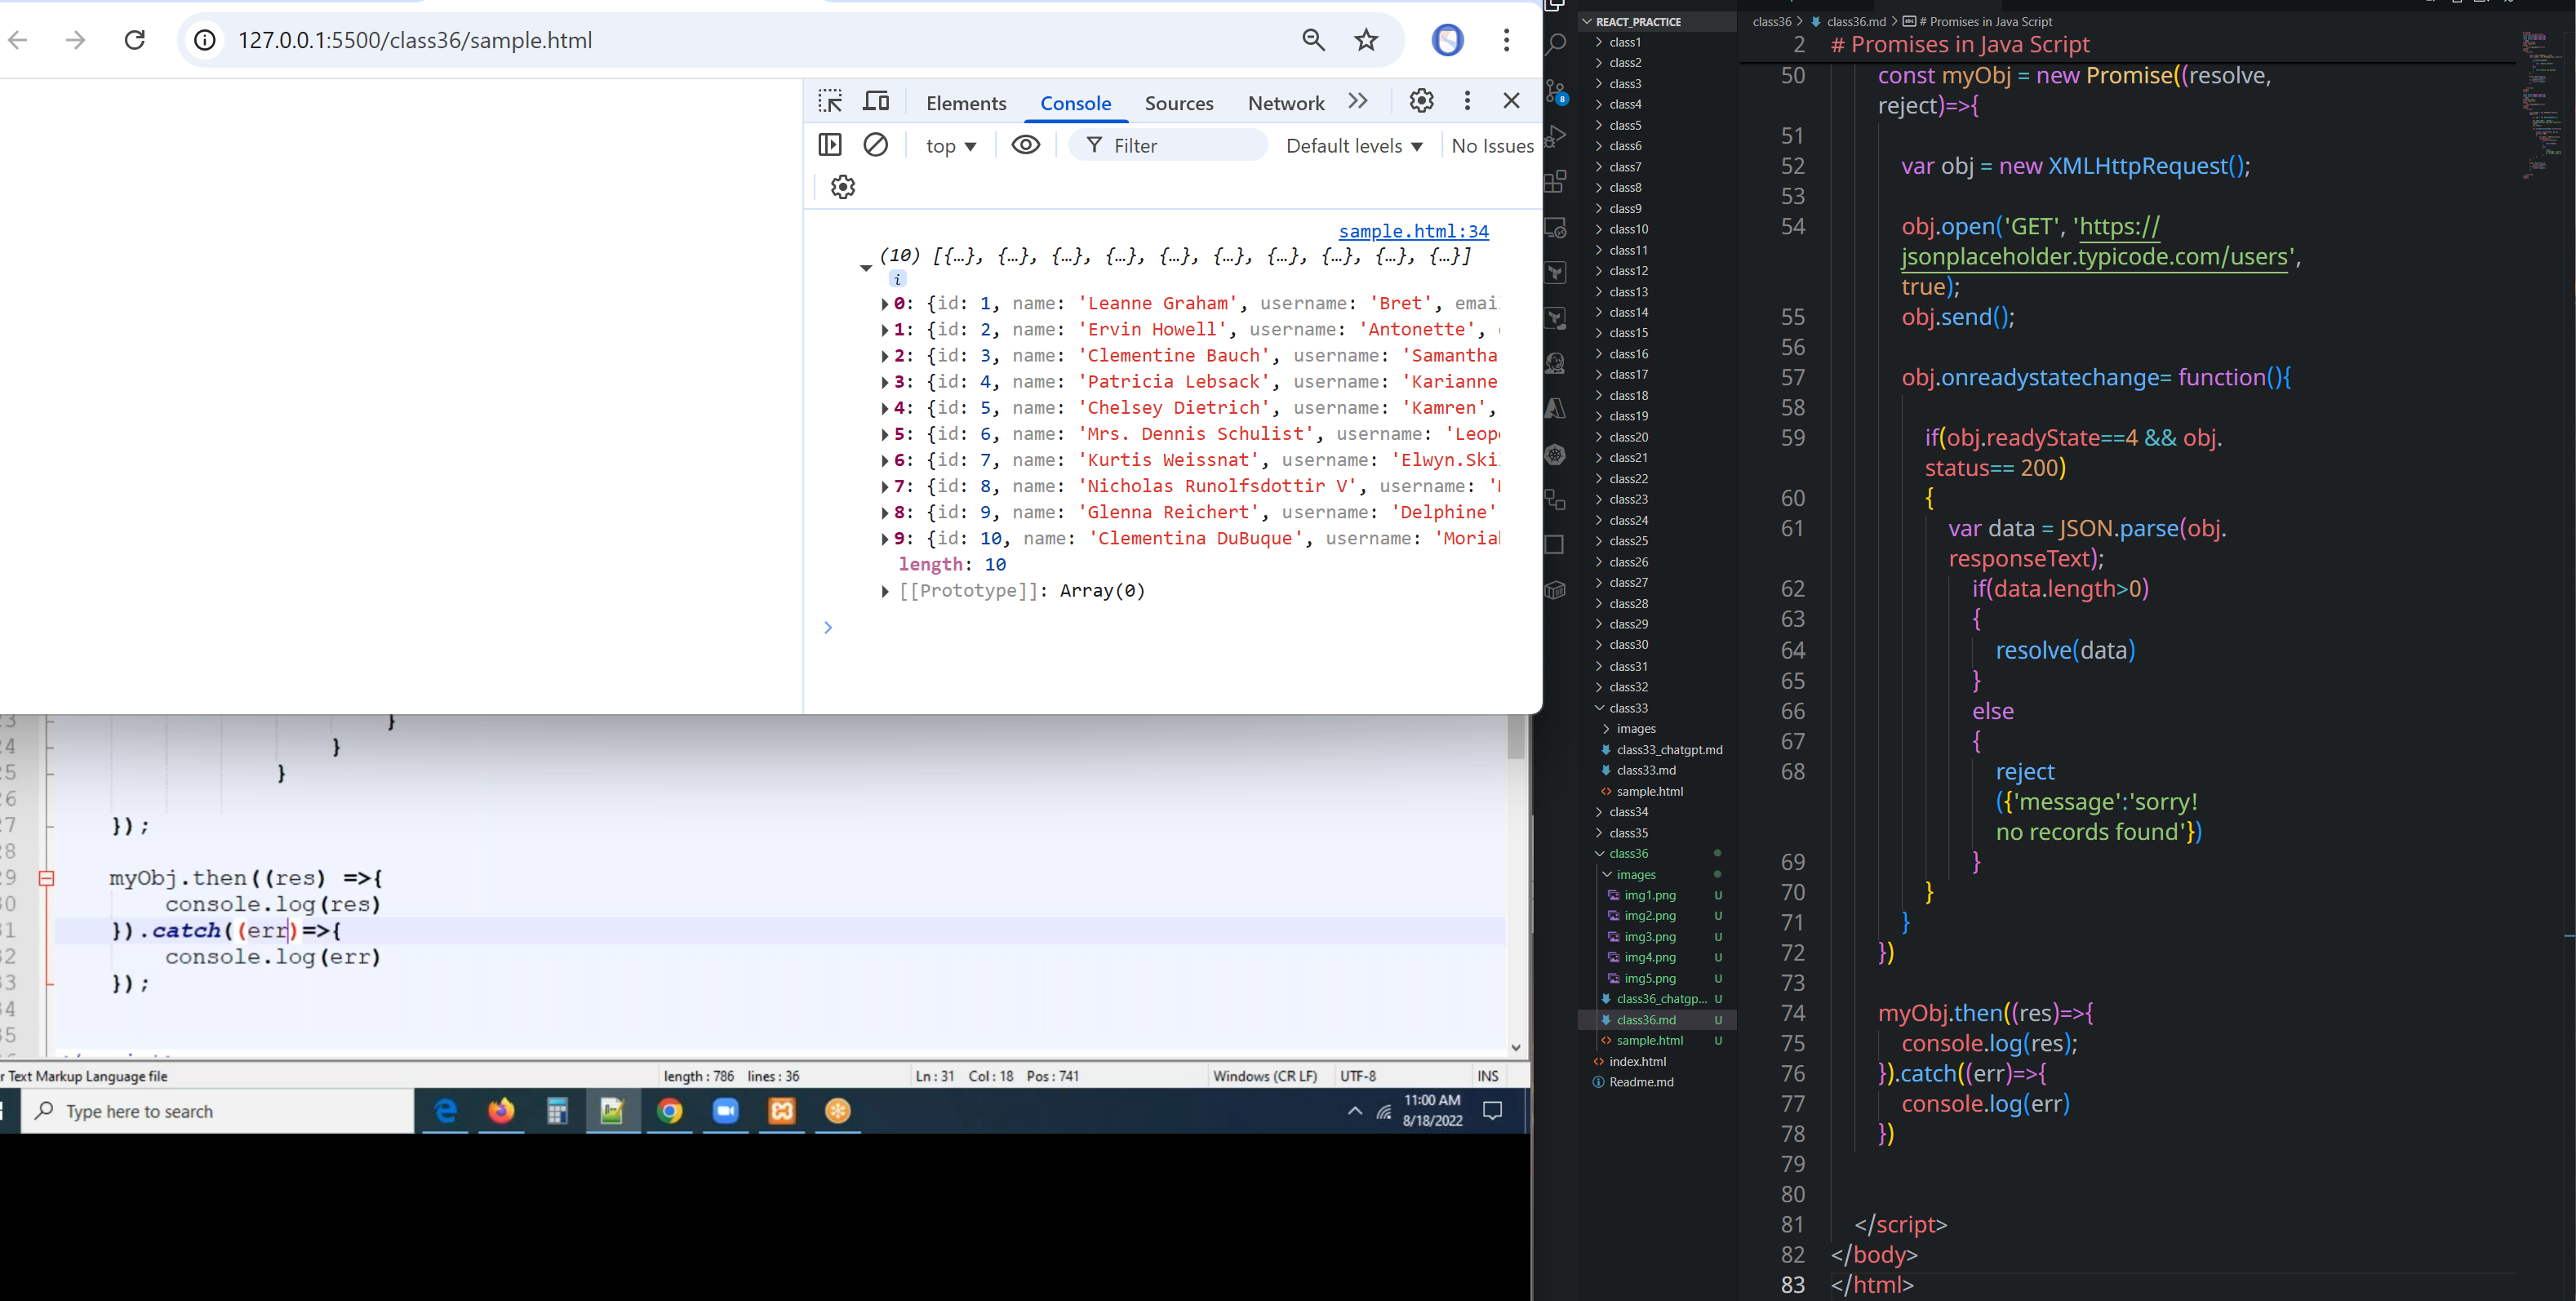 127.0.0.1:5500/class36/sample.html
Elements Console Sources Network
top Filter Default levels No Issues
sample.html:34
(10) [{…}, {…}, {…}, {…}, {…}, {…}, {…}, {…}, {…}, {…}]
0: {id: 1, name: 'Leanne Graham', username: 'Bret', emai
1: {id: 2, name: 'Ervin Howell', username: 'Antonette',
2: {id: 3, name: 'Clementine Bauch', username: 'Samantha
3: {id: 4, name: 'Patricia Lebsack', username: 'Karianne
4: {id: 5, name: 'Chelsey Dietrich', username: 'Kamren',
5: {id: 6, name: 'Mrs. Dennis Schulist', username: 'Leop
6: {id: 7, name: 'Kurtis Weissnat', username: 'Elwyn.Ski
7: {id: 8, name: 'Nicholas Runolfsdottir V', username: '
8: {id: 9, name: 'Glenna Reichert', username: 'Delphine'
9: {id: 10, name: 'Clementina DuBuque', username: 'Moria
length: 10
[[Prototype]]: Array(0)
>
3 }
4 }
5 }
6
7 });
8
9 myObj.then((res) =>{
0 console.log(res)
1 }).catch((err)=>{
2 console.log(err)
3 });
4
5
r Text Markup Language file length : 786 lines : 36 Ln : 31 Col : 18 Pos : 741 Windows (CR LF) UTF-8 INS
Type here to search
11:00 AM
8/18/2022
8
REACT_PRACTICE
class1
class2
class3
class4
class5
class6
class7
class8
class9
class10
class11
class12
class13
class14
class15
class16
class17
class18
class19
class20
class21
class22
class23
class24
class25
class26
class27
class28
class29
class30
class31
class32
class33
images
class33_chatgpt.md
class33.md
sample.html
class34
class35
class36
images
img1.png U
img2.png U
img3.png U
img4.png U
img5.png U
class36_chatgp... U
class36.md U
sample.html U
index.html
Readme.md
class36 > class36.md > # Promises in Java Script
2 # Promises in Java Script
50 const myObj = new Promise((resolve,
reject)=>{
51
52 var obj = new XMLHttpRequest();
53
54 obj.open('GET', 'https://
jsonplaceholder.typicode.com/users',
true);
55 obj.send();
56
57 obj.onreadystatechange= function(){
58
59 if(obj.readyState==4 && obj.
status== 200)
60 {
61 var data = JSON.parse(obj.
responseText);
62 if(data.length>0)
63 {
64 resolve(data)
65 }
66 else
67 {
68 reject
({'message':'sorry!
no records found'})
69 }
70 }
71 }
72 })
73
74 myObj.then((res)=>{
75 console.log(res);
76 }).catch((err)=>{
77 console.log(err)
78 })
79
80
81 </script>
82 </body>
83 </html>